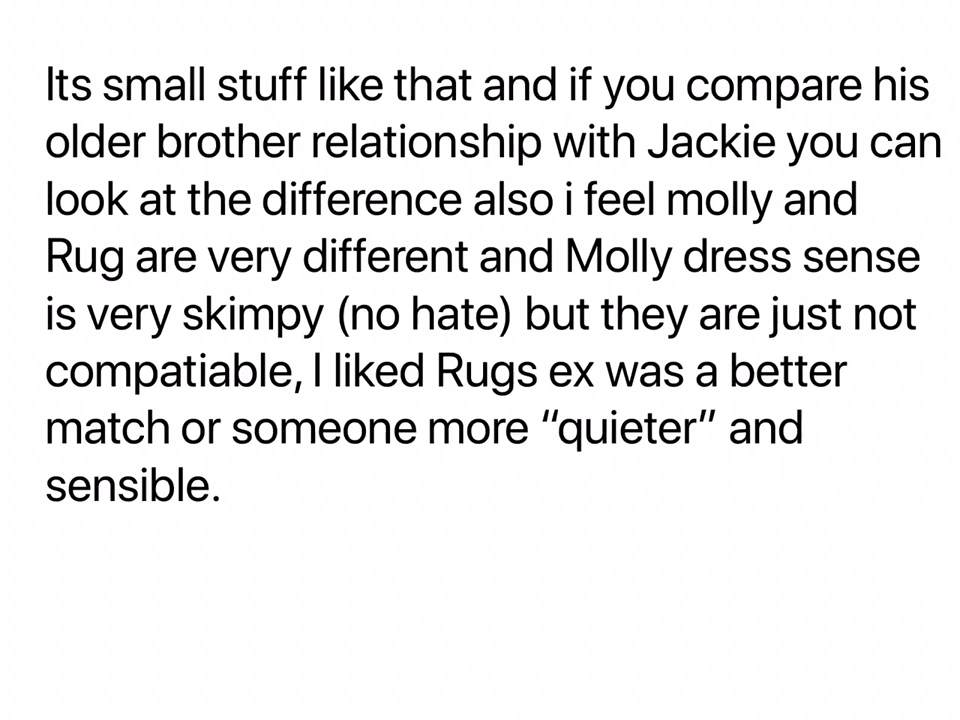 Its small stuff like that and if you compare his
older brother relationship with Jackie you can
look at the difference also i feel molly and
Rug are very different and Molly dress sense
is very skimpy (no hate) but they are just not
compatiable, I liked Rugs ex was a better
match or someone more “quieter” and
sensible.